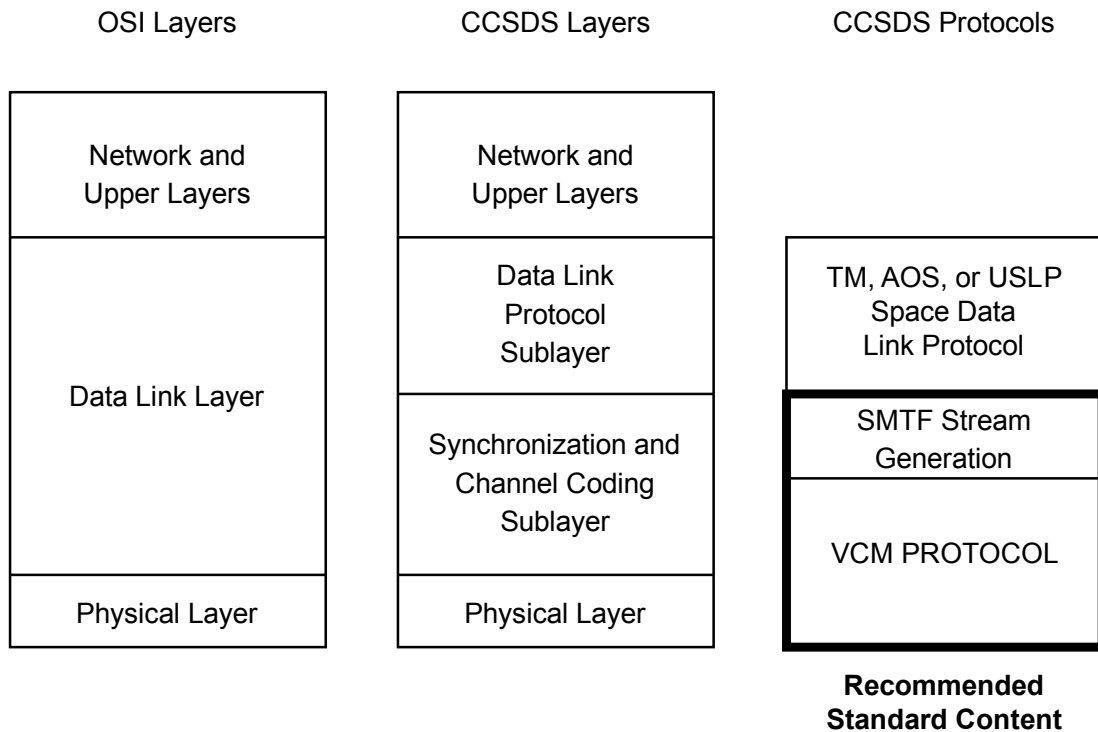 OSI Layers
CCSDS Layers
CCSDS Protocols
Network and
Upper Layers
Data Link Layer
Physical Layer
Network and
Upper Layers
Data Link
Protocol
Sublayer
Synchronization and
Channel Coding
Sublayer
Physical Layer
TM, AOS, or USLP
Space Data
Link Protocol
SMTF Stream
Generation
VCM PROTOCOL
Recommended
Standard Content